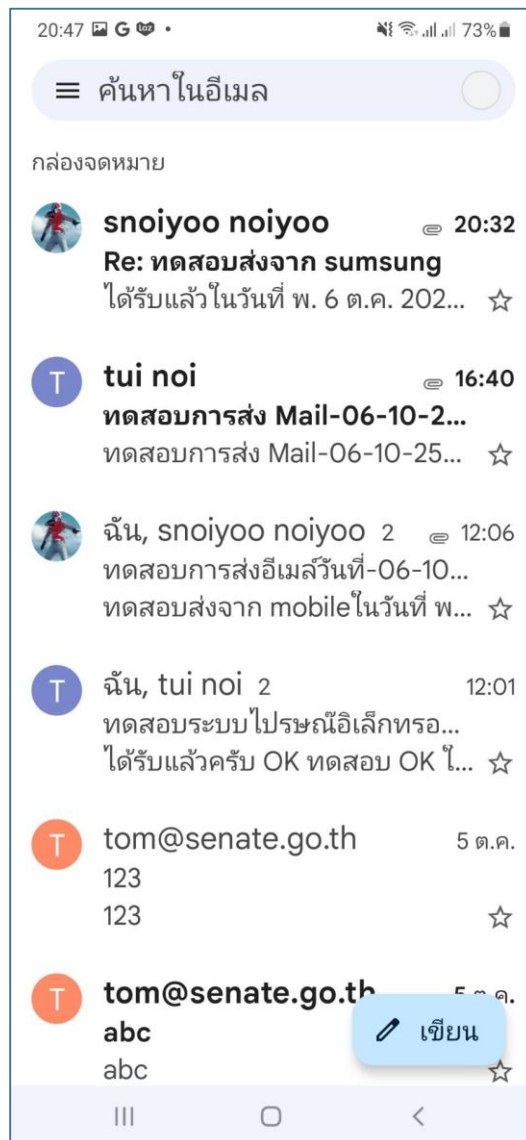 20:47 G Laz • 73%
ค้นหาในอีเมล
กล่องจดหมาย
snoiyoo noiyoo 20:32
Re: ทดสอบส่งจาก sumsung
ได้รับแล้วในวันที่ พ. 6 ต.ค. 202...
T tui noi 16:40
ทดสอบการส่ง Mail-06-10-2...
ทดสอบการส่ง Mail-06-10-25...
ฉัน, snoiyoo noiyoo 2 12:06
ทดสอบการส่งอีเมล์วันที่-06-10...
ทดสอบส่งจาก mobileในวันที่ พ...
T ฉัน, tui noi 2 12:01
ทดสอบระบบไปรษณ๊อิเล็กทรอ...
ได้รับแล้วครับ OK ทดสอบ OK ใ...
T tom@senate.go.th 5 ต.ค.
123
123
T tom@senate.go.th 5 ต.ค.
abc
เขียน
abc